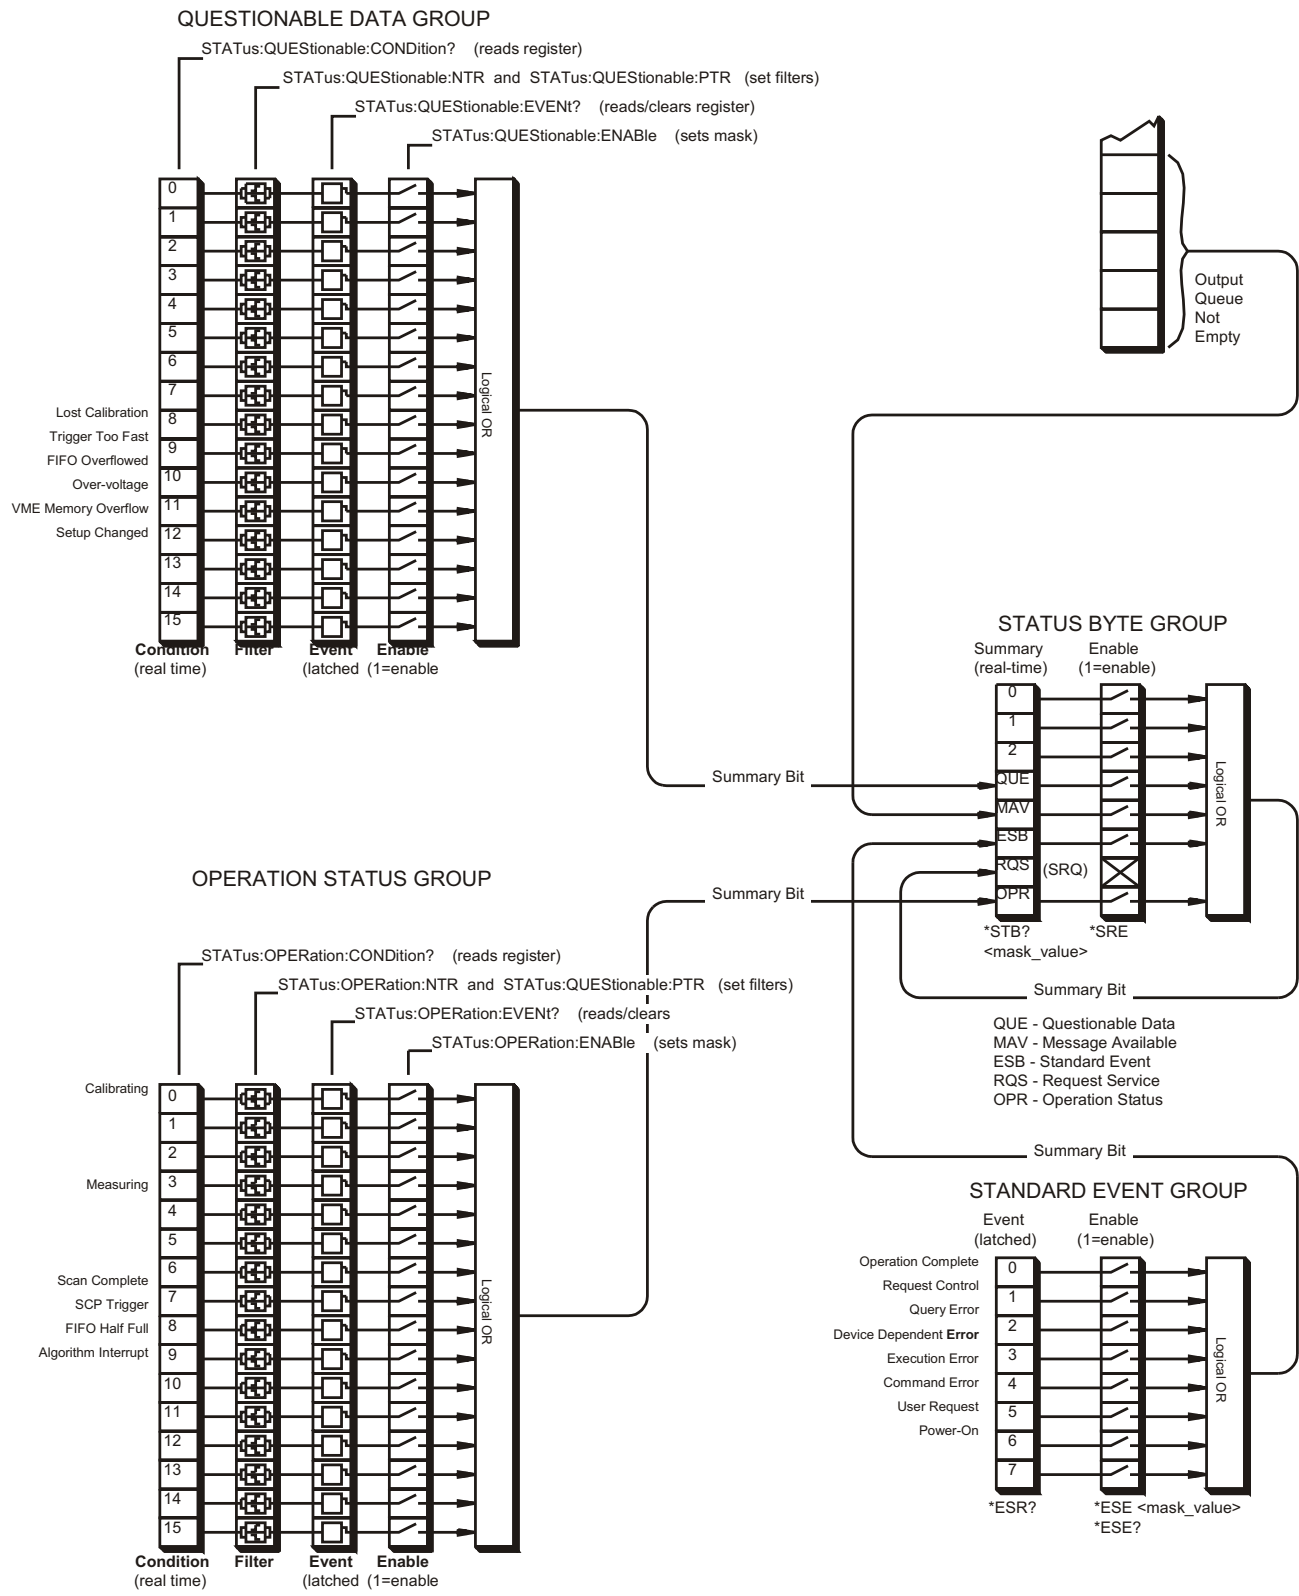 QUESTIONABLE DATA GROUP
STATus:QUEStionable:CONDition? (reads register)
STATus:QUEStionable:NTR and STATus:QUEStionable:PTR (set filters)
STATus:QUEStionable:EVENt? (reads/clears register)
STATus:QUEStionable:ENABle (sets mask)
0
1
2
3
4
5
6
7
8
9
10
11
12
13
14
15
Lost Calibration
Trigger Too Fast
FIFO Overflowed
Over-voltage
VME Memory Overflow
Setup Changed
Logical OR
Condition Filter Event Enable
(real time) (latched (1=enable
Output
Queue
Not
Empty
Summary Bit
STATUS BYTE GROUP
Summary Enable
(real-time) (1=enable)
0
1
2
QUE
MAV
ESB
RQS (SRQ)
OPR
Logical OR
*STB? *SRE
<mask_value>
Summary Bit
QUE - Questionable Data
MAV - Message Available
ESB - Standard Event
RQS - Request Service
OPR - Operation Status
OPERATION STATUS GROUP
Summary Bit
STATus:OPERation:CONDition? (reads register)
STATus:OPERation:NTR and STATus:QUEStionable:PTR (set filters)
STATus:OPERation:EVENt? (reads/clears
STATus:OPERation:ENABle (sets mask)
Calibrating
Measuring
Scan Complete
SCP Trigger
FIFO Half Full
Algorithm Interrupt
0
1
2
3
4
5
6
7
8
9
10
11
12
13
14
15
Logical OR
Condition Filter Event Enable
(real time) (latched (1=enable
Summary Bit
STANDARD EVENT GROUP
Event Enable
(latched) (1=enable)
Operation Complete
Request Control
Query Error
Device Dependent Error
Execution Error
Command Error
User Request
Power-On
0
1
2
3
4
5
6
7
Logical OR
*ESR? *ESE <mask_value>
*ESE?